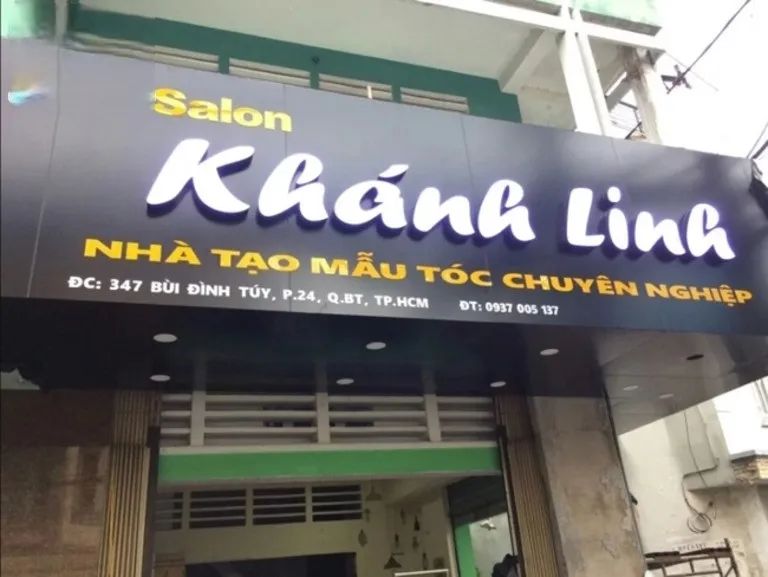 Salon
Khánh Linh
NHÀ TẠO MẪU TÓC CHUYÊN NGHIỆP
ĐC: 347 BÙI ĐÌNH TÚY, P.24, Q.BT, TP.HCM ĐT: 0937 005 137